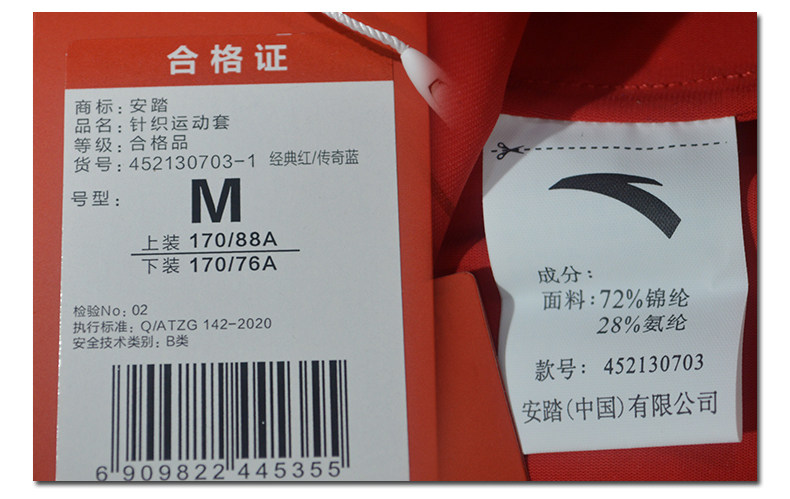 合格证
商标: 安踏
品名: 针织运动套
等级: 合格品
货号: 452130703-1 经典红/传奇蓝
号型: M
上装 170/88A
下装 170/76A
检验No: 02
执行标准: Q/ATZG 142-2020
安全技术类别: B类
6 909822 445355
成分:
面料: 72%锦纶
28%氨纶
款号: 452130703
安踏(中国)有限公司